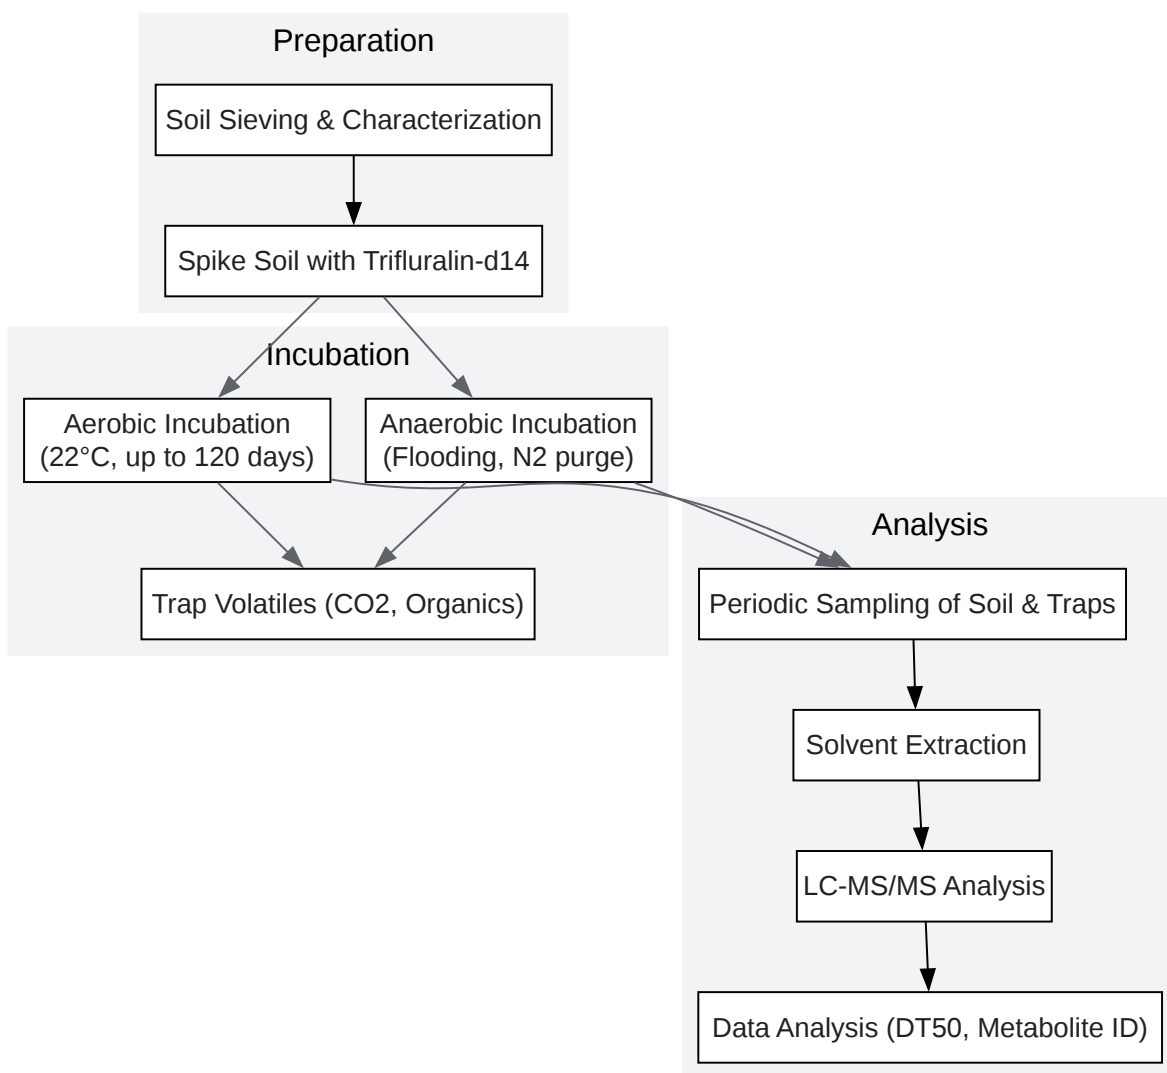 Preparation
Soil Sieving & Characterization
Spike Soil with Trifluralin-d14
Incubation
Aerobic Incubation
(22°C, up to 120 days)
Anaerobic Incubation
(Flooding, N2 purge)
Trap Volatiles (CO2, Organics)
Analysis
Periodic Sampling of Soil & Traps
Solvent Extraction
LC-MS/MS Analysis
Data Analysis (DT50, Metabolite ID)